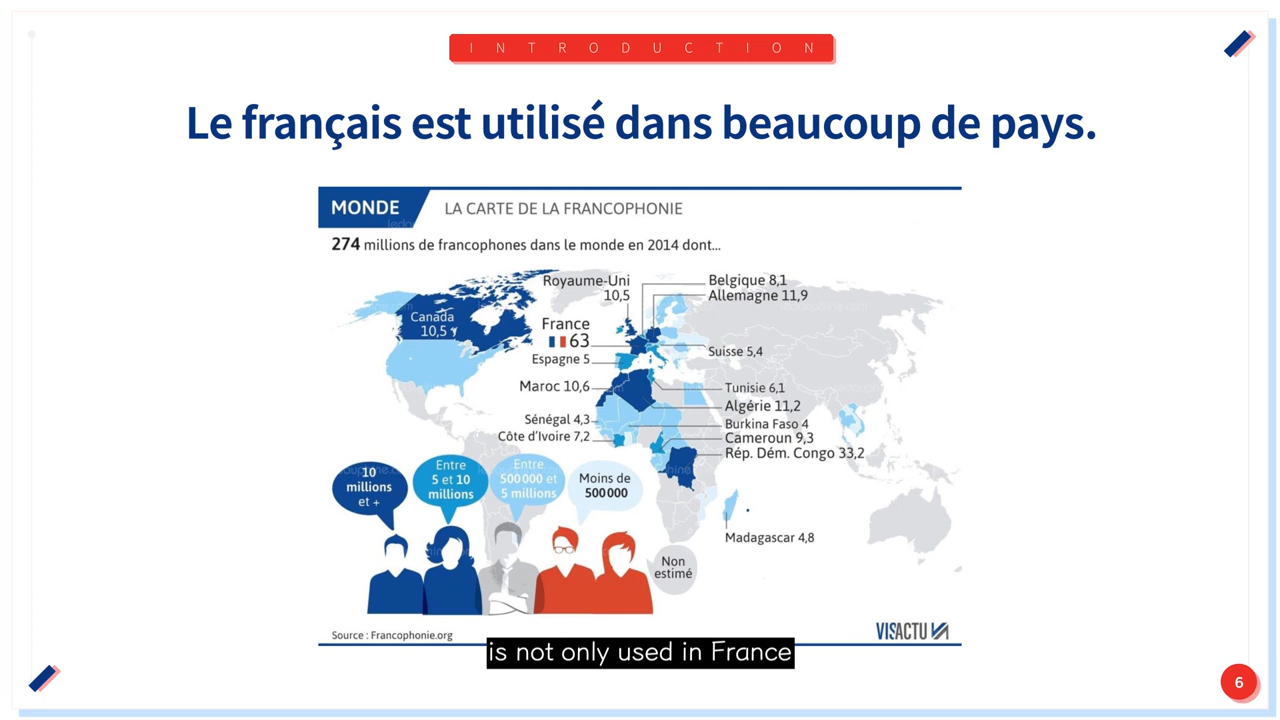 INTRODUCTION
Le français est utilisé dans beaucoup de pays.
MONDE
LA CARTE DE LA FRANCOPHONIE
274 millions de francophones dans le monde en 2014 dont...
Royaume-Uni
10,5
Belgique 8,1
Allemagne 11,9
Canada
10,5
France
63
Suisse 5,4
Espagne 5
Maroc 10,6
Tunisie 6,1
Algérie 11,2
Sénégal 4,3
Burkina Faso 4
Côte d'Ivoire 7,2
Cameroun 9,3
Rép. Dém. Congo 33,2
10
millions
et +
Entre
5 et 10
millions
Entre
500 000 et
5 millions
Moins de
500 000
Madagascar 4,8
Non
estimé
Source : Francophonie.org
VISACTU
is not only used in France
6